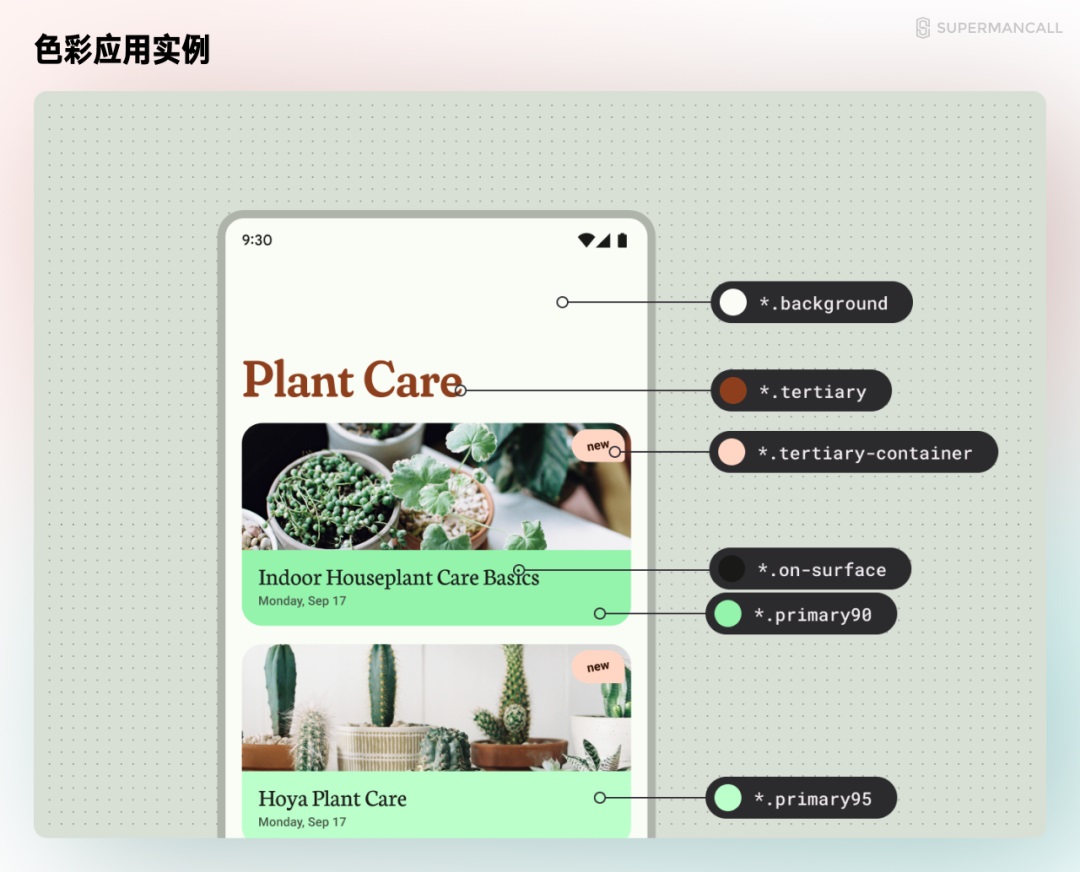 色彩应用实例
SUPERMANCALL
9:30
*.background
Plant Care
*.tertiary
new
*.tertiary-container
Indoor Houseplant Care Basics
*.on-surface
Monday, Sep 17
*.primary90
new
Hoya Plant Care
*.primary95
Monday, Sep 17